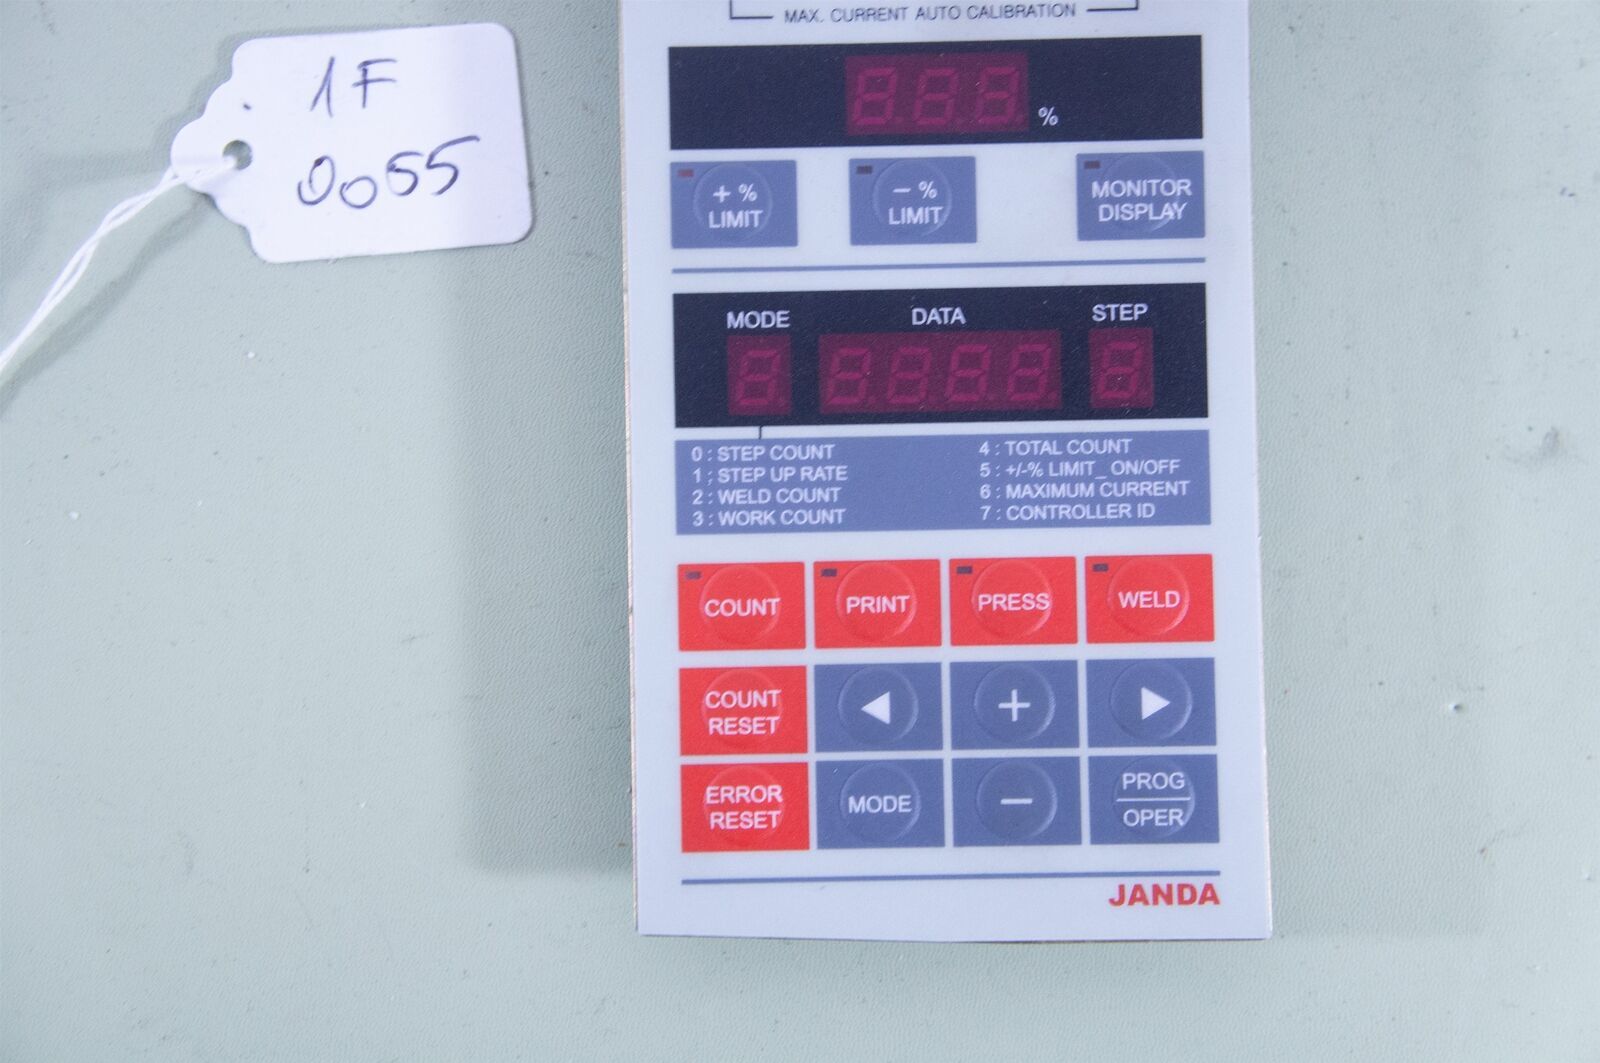 1F
0055
MAX. CURRENT AUTO CALIBRATION
%
+ %
LIMIT
- %
LIMIT
MONITOR
DISPLAY
MODE DATA STEP
0 : STEP COUNT
1 ; STEP UP RATE
2 : WELD COUNT
3 : WORK COUNT
4 : TOTAL COUNT
5 : +/-% LIMIT_ ON/OFF
6 : MAXIMUM CURRENT
7 : CONTROLLER ID
COUNT PRINT PRESS WELD
COUNT
RESET
+
ERROR
RESET
MODE
-
PROG
OPER
JANDA